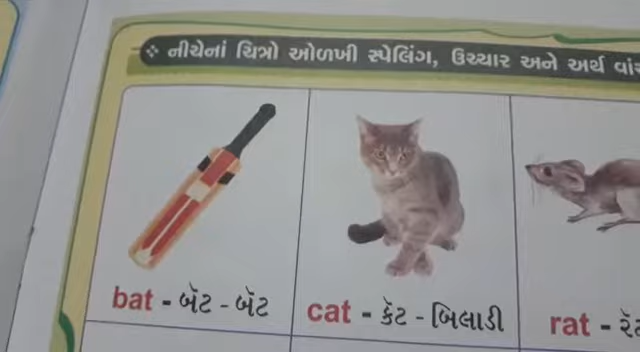 ❖ નીચેનાં ચિત્રો ઓળખી સ્પેલિંગ, ઉચ્ચાર અને અર્થ
bat - બૅટ - બૅટ
cat - કૅટ - બિલાડી
rat -